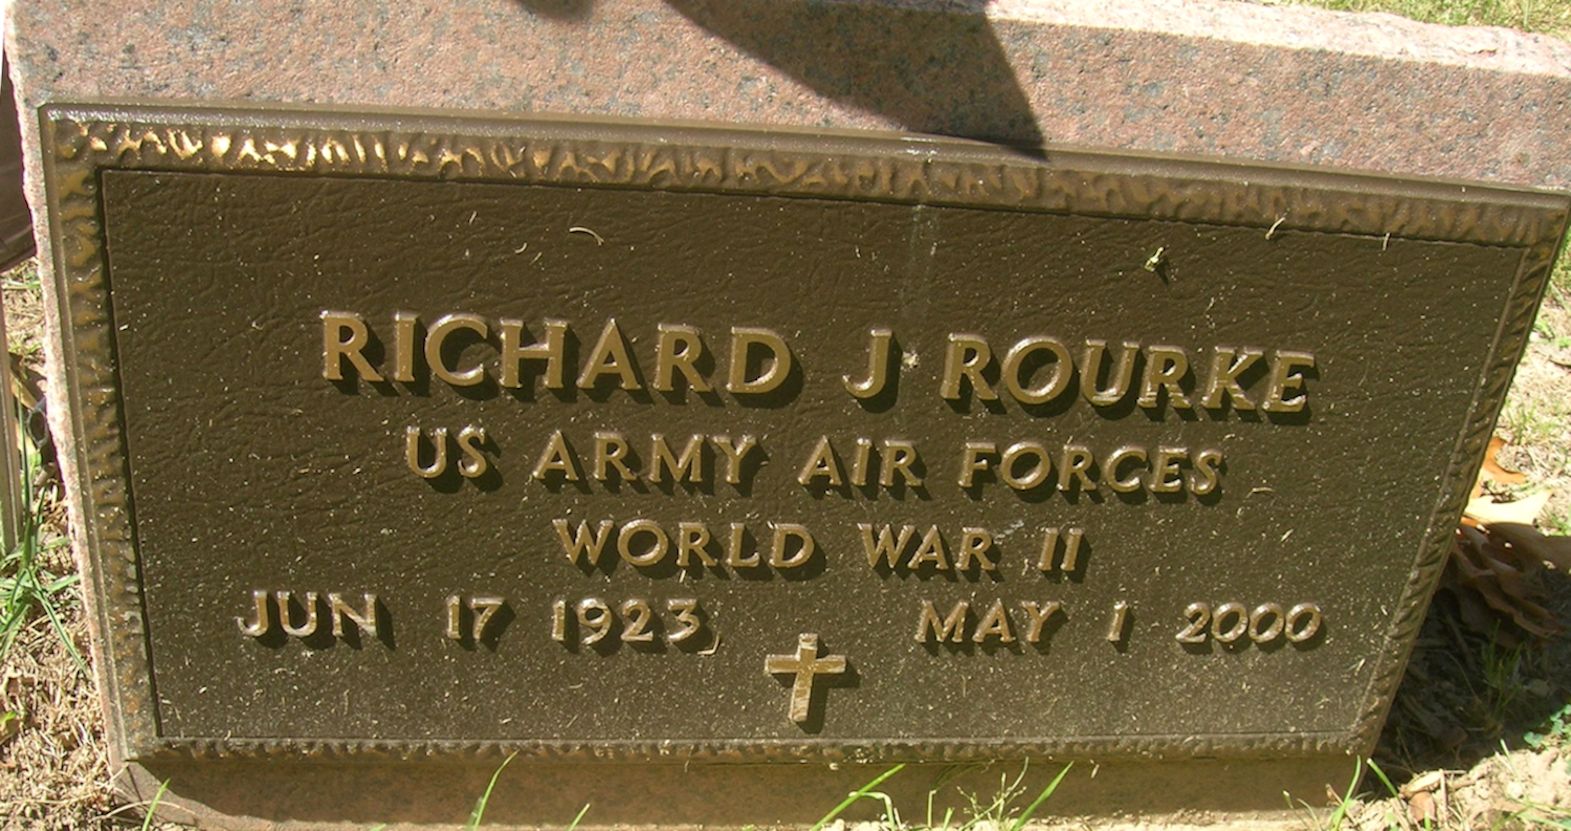 RICHARD J ROURKE
US ARMY AIR FORCES
WORLD WAR II
JUN 17 1923 MAY 1 2000